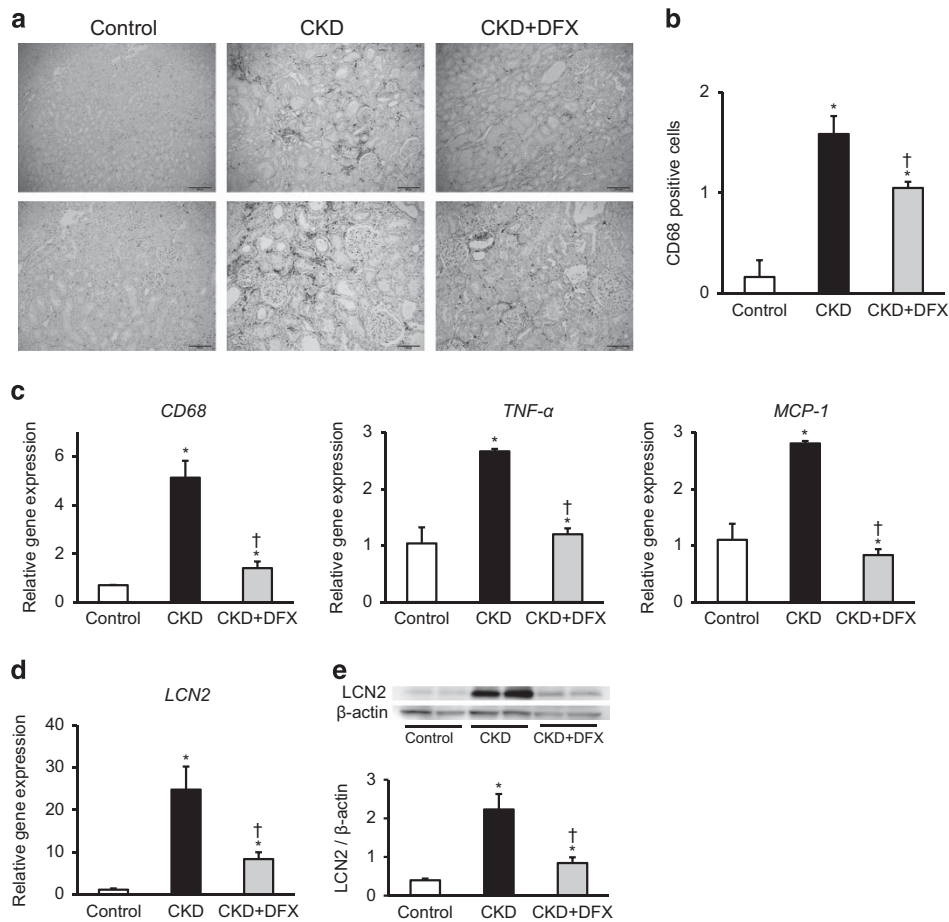 a
Control CKD CKD+DFX
b
CD68 positive cells
2
1
0
*
†
*
Control CKD CKD+DFX
c
CD68
Relative gene expression
6
4
2
0
*
†
*
Control CKD CKD+DFX
TNF-α
Relative gene expression
3
2
1
0
*
†
*
Control CKD CKD+DFX
MCP-1
Relative gene expression
3
2
1
0
*
†
*
Control CKD CKD+DFX
d
LCN2
Relative gene expression
40
30
20
10
0
*
†
*
Control CKD CKD+DFX
e
LCN2
β-actin
Control CKD CKD+DFX
LCN2 / β-actin
3
2
1
0
*
†
*
Control CKD CKD+DFX